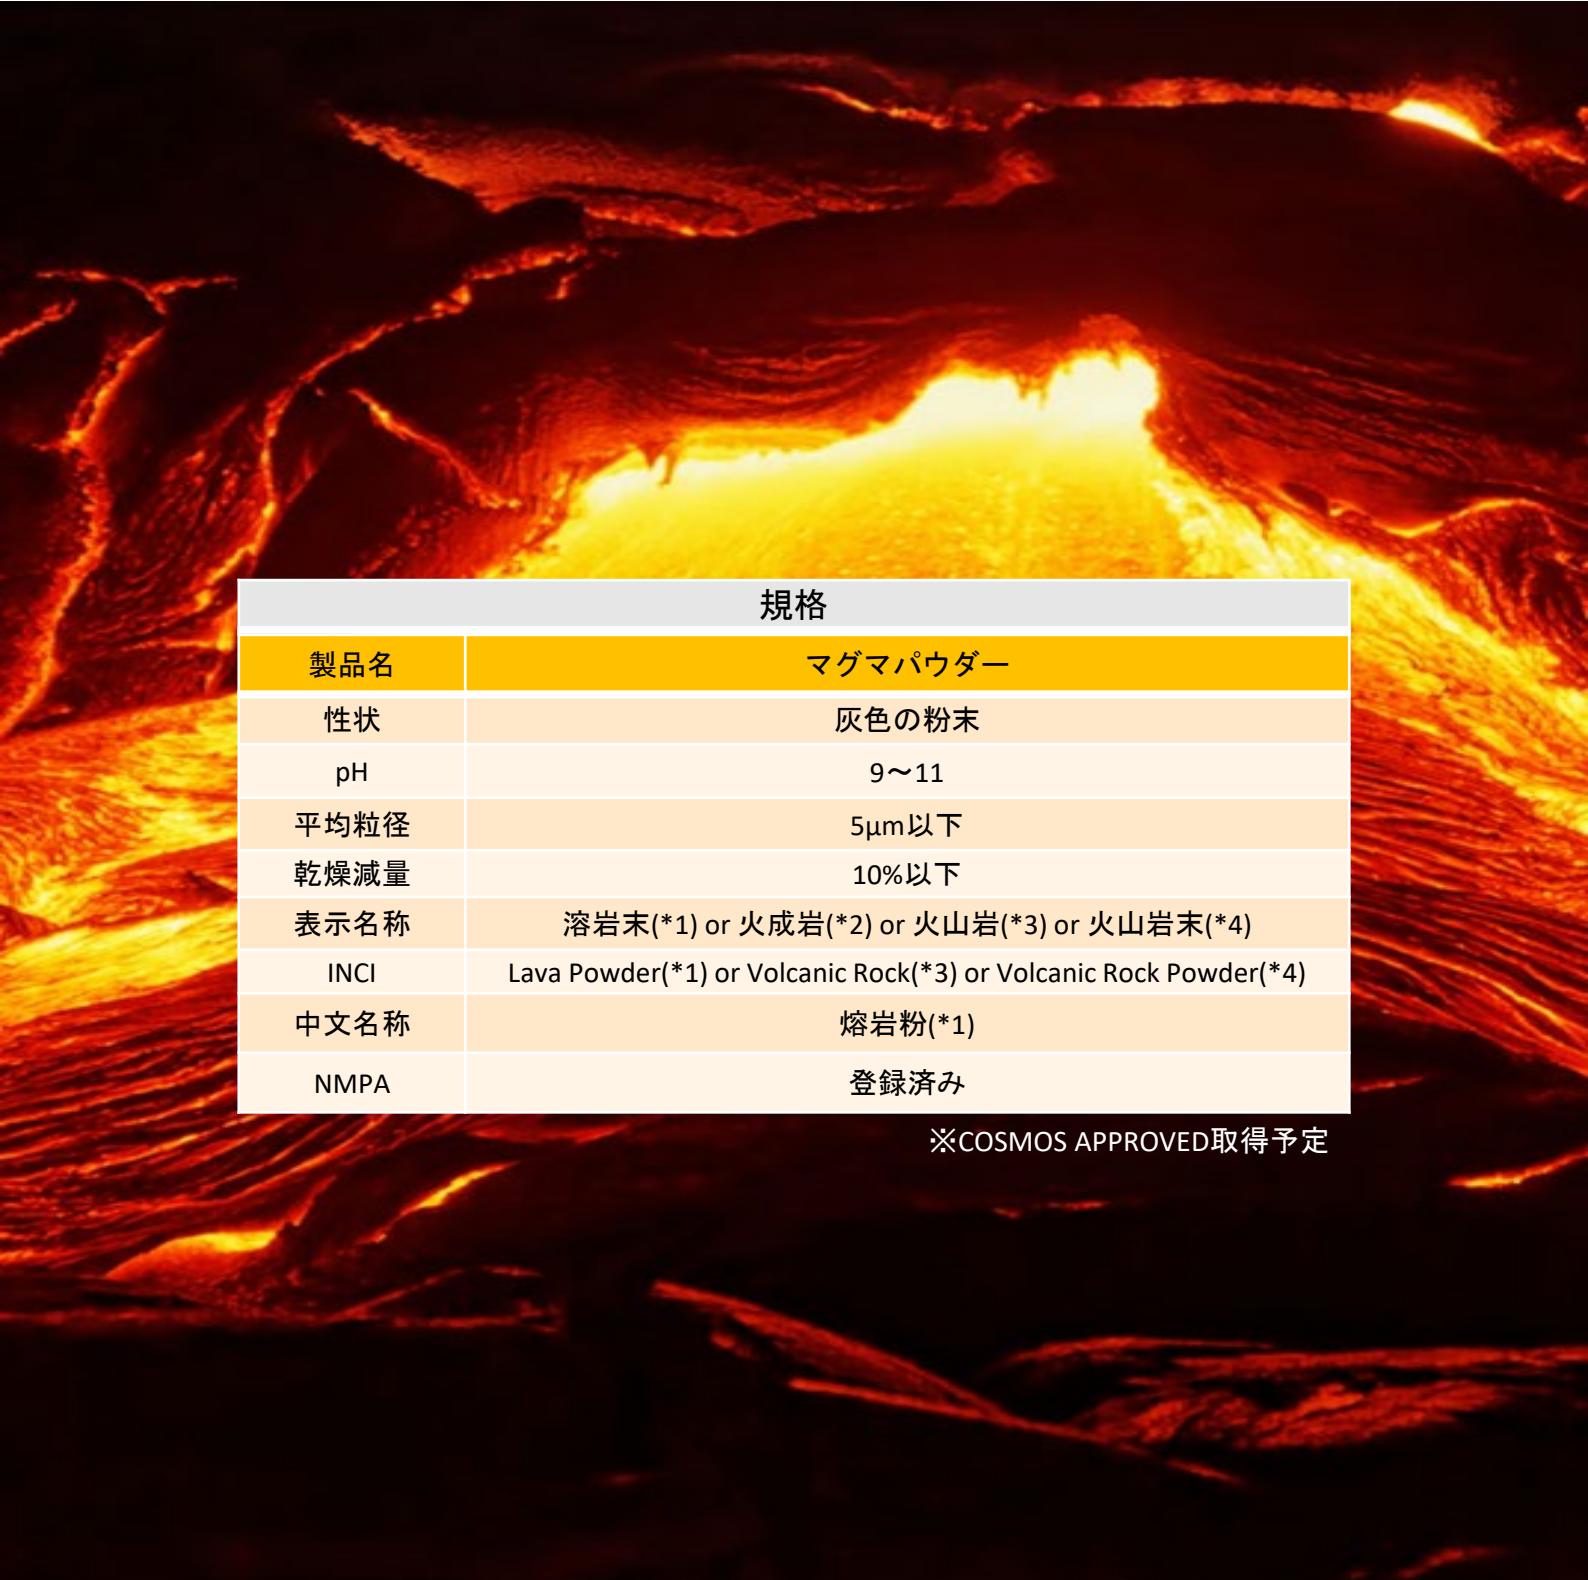 規格
製品名 マグマパウダー
性状 灰色の粉末
pH 9〜11
平均粒径 5μm以下
乾燥減量 10%以下
表示名称 溶岩末(*1) or 火成岩(*2) or 火山岩(*3) or 火山岩末(*4)
INCI Lava Powder(*1) or Volcanic Rock(*3) or Volcanic Rock Powder(*4)
中文名称 熔岩粉(*1)
NMPA 登録済み
※COSMOS APPROVED取得予定